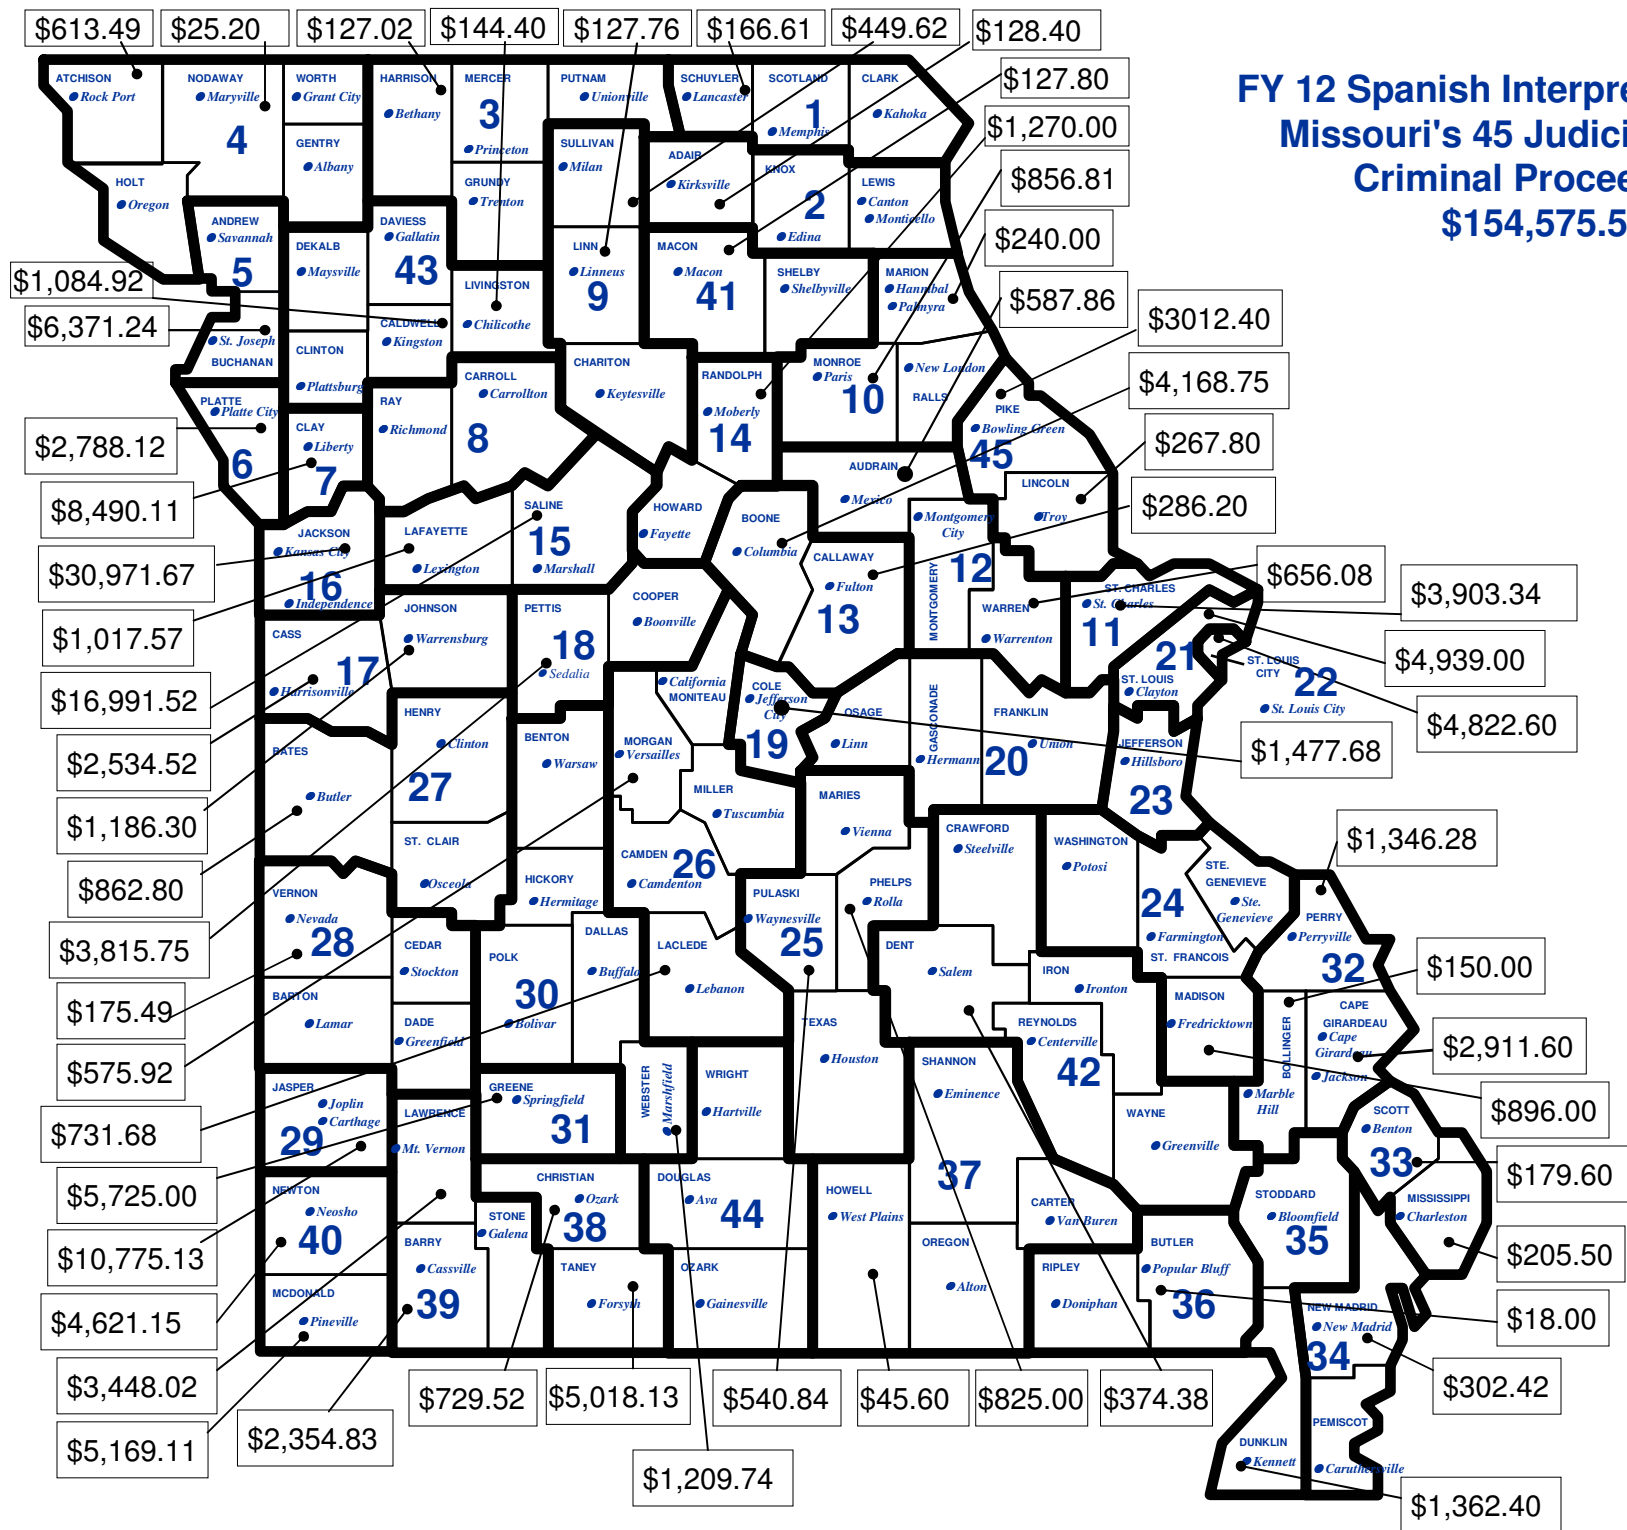 $613.49
$25.20
$127.02
$144.40
$127.76
$166.61
$449.62
$128.40
$127.80
$1,270.00
$856.81
$240.00
$587.86
$3012.40
$4,168.75
$267.80
$286.20
$656.08
$3,903.34
$4,939.00
$4,822.60
$1,477.68
$1,346.28
$150.00
$2,911.60
$896.00
$179.60
$205.50
$18.00
$302.42
$1,362.40
FY 12 Spanish Interpre
Missouri's 45 Judici
Criminal Procee
$154,575.5
$1,084.92
$6,371.24
$2,788.12
$8,490.11
$30,971.67
$1,017.57
$16,991.52
$2,534.52
$1,186.30
$862.80
$3,815.75
$175.49
$575.92
$731.68
$5,725.00
$10,775.13
$4,621.15
$3,448.02
$5,169.11
$2,354.83
$729.52
$5,018.13
$1,209.74
$540.84
$45.60
$825.00
$374.38
ATCHISON
Rock Port
NODAWAY
Maryville
4
WORTH
Grant City
GENTRY
Albany
HOLT
Oregon
HARRISON
Bethany
MERCER
3
Princeton
PUTNAM
Unionville
GRUNDY
Trenton
SULLIVAN
Milan
SCHUYLER
Lancaster
SCOTLAND
1
Memphis
CLARK
Kahoka
ADAIR
Kirksville
KNOX
2
Edina
LEWIS
Canton
Monticello
ANDREW
Savannah
5
DEKALB
Maysville
DAVIESS
Gallatin
43
LIVINGSTON
Chilicothe
LINN
Linneus
9
MACON
Macon
41
SHELBY
Shelbyville
MARION
Hannibal
Palmyra
St. Joseph
BUCHANAN
CLINTON
Plattsburg
CALDWELL
Kingston
CARROLL
Carrollton
8
CHARITON
Keytesville
RANDOLPH
Moberly
14
MONROE
Paris
10
New London
RALLS
PIKE
Bowling Green
45
PLATTE
Platte City
6
CLAY
Liberty
7
RAY
Richmond
AUDRAIN
Mexico
LINCOLN
Troy
JACKSON
Kansas City
16
Independence
LAFAYETTE
Lexington
SALINE
15
Marshall
HOWARD
Fayette
BOONE
Columbia
CALLAWAY
Fulton
13
Montgomery
City
12
MONTGOMERY
WARREN
Warrenton
ST. CHARLES
St. Charles
11
21
ST. LOUIS
Clayton
ST. LOUIS
CITY
22
St. Louis City
CASS
17
Harrisonville
JOHNSON
Warrensburg
PETTIS
18
Sedalia
COOPER
Boonville
California
MONITEAU
COLE
Jefferson
City
19
OSAGE
Linn
GASCONADE
Hermann
FRANKLIN
Union
20
JEFFERSON
Hillsboro
23
BATES
Butler
HENRY
Clinton
27
BENTON
Warsaw
MORGAN
Versailles
MILLER
Tuscumbia
MARIES
Vienna
CRAWFORD
Steelville
WASHINGTON
Potosi
STE.
GENEVIEVE
Ste.
Genevieve
24
Farmington
ST. FRANCOIS
PERRY
Perryville
32
ST. CLAIR
Osceola
HICKORY
Hermitage
CAMDEN
26
Camdenton
PULASKI
Waynesville
25
PHELPS
Rolla
DENT
Salem
IRON
Ironton
MADISON
Fredricktown
BOLLINGER
Marble
Hill
CAPE
GIRARDEAU
Cape
Girardeau
Jackson
VERNON
Nevada
28
CEDAR
Stockton
POLK
30
Bolivar
DALLAS
Buffalo
LACLEDE
Lebanon
BARTON
Lamar
DADE
Greenfield
TEXAS
Houston
SHANNON
Eminence
37
REYNOLDS
Centerville
42
WAYNE
Greenville
JASPER
Joplin
Carthage
29
LAWRENCE
Mt. Vernon
GREENE
Springfield
31
WEBSTER
Marshfield
WRIGHT
Hartville
SCOTT
Benton
33
MISSISSIPPI
Charleston
NEWTON
Neosho
40
CHRISTIAN
Ozark
38
STONE
Galena
DOUGLAS
Ava
44
HOWELL
West Plains
CARTER
Van Buren
STODDARD
Bloomfield
35
BARRY
Cassville
39
TANEY
Forsyth
OZARK
Gainesville
OREGON
Alton
RIPLEY
Doniphan
BUTLER
Popular Bluff
36
MCDONALD
Pineville
NEW MADRID
New Madrid
34
PEMISCOT
Caruthersville
DUNKLIN
Kennett